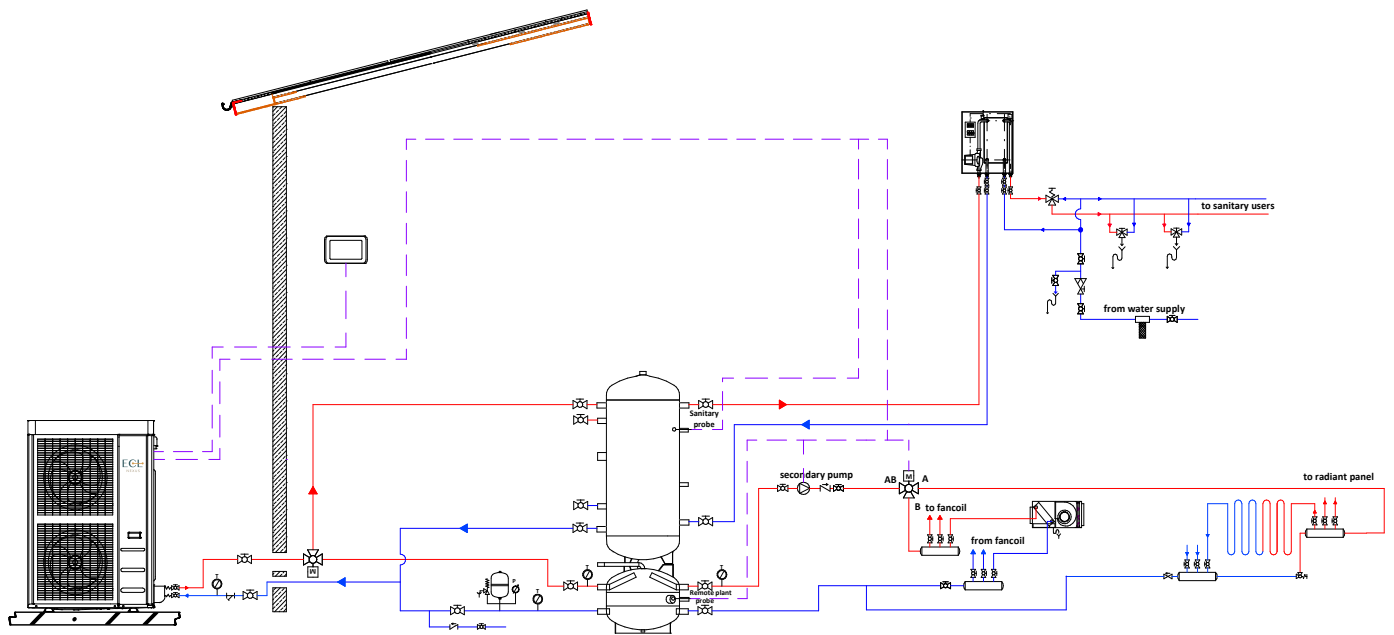 to sanitary users
from water supply
Sanitary
probe
ECL
secondary pump
AB
M
A
B
to radiant panel
to fancoil
from fancoil
M
T
T
P
T
T
Remote plant
probe